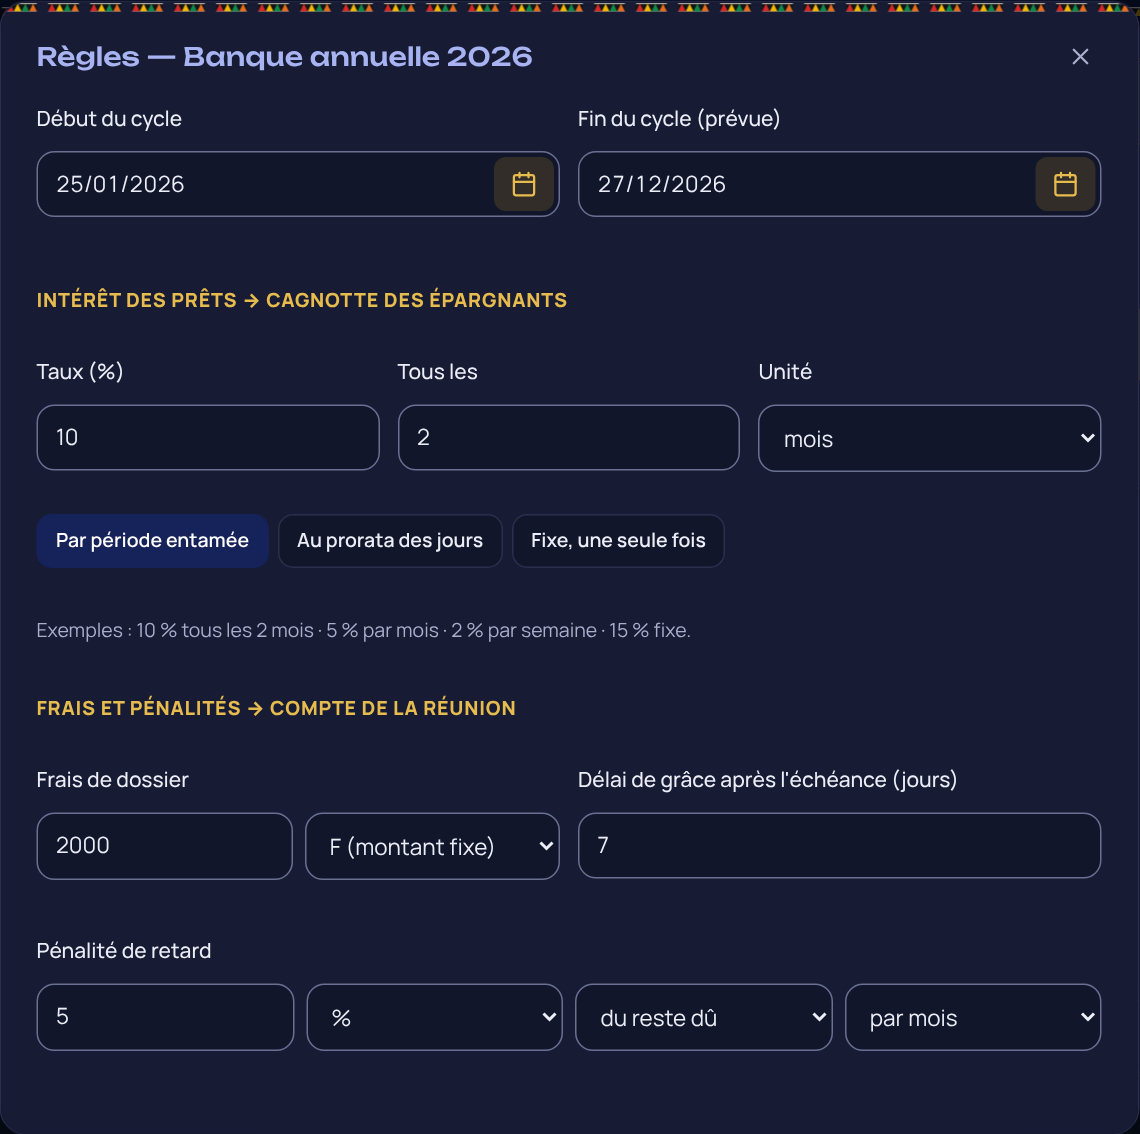 Règles — Banque annuelle 2026
Début du cycle
Fin du cycle (prévue)
25/01/2026
27/12/2026
INTÉRÊT DES PRÊTS → CAGNOTTE DES ÉPARGNANTS
Taux (%)
Tous les
Unité
10
2
mois
Par période entamée
Au prorata des jours
Fixe, une seule fois
Exemples : 10 % tous les 2 mois · 5 % par mois · 2 % par semaine · 15 % fixe.
FRAIS ET PÉNALITÉS → COMPTE DE LA RÉUNION
Frais de dossier
Délai de grâce après l'échéance (jours)
2000
F (montant fixe)
7
Pénalité de retard
5
%
du reste dû
par mois